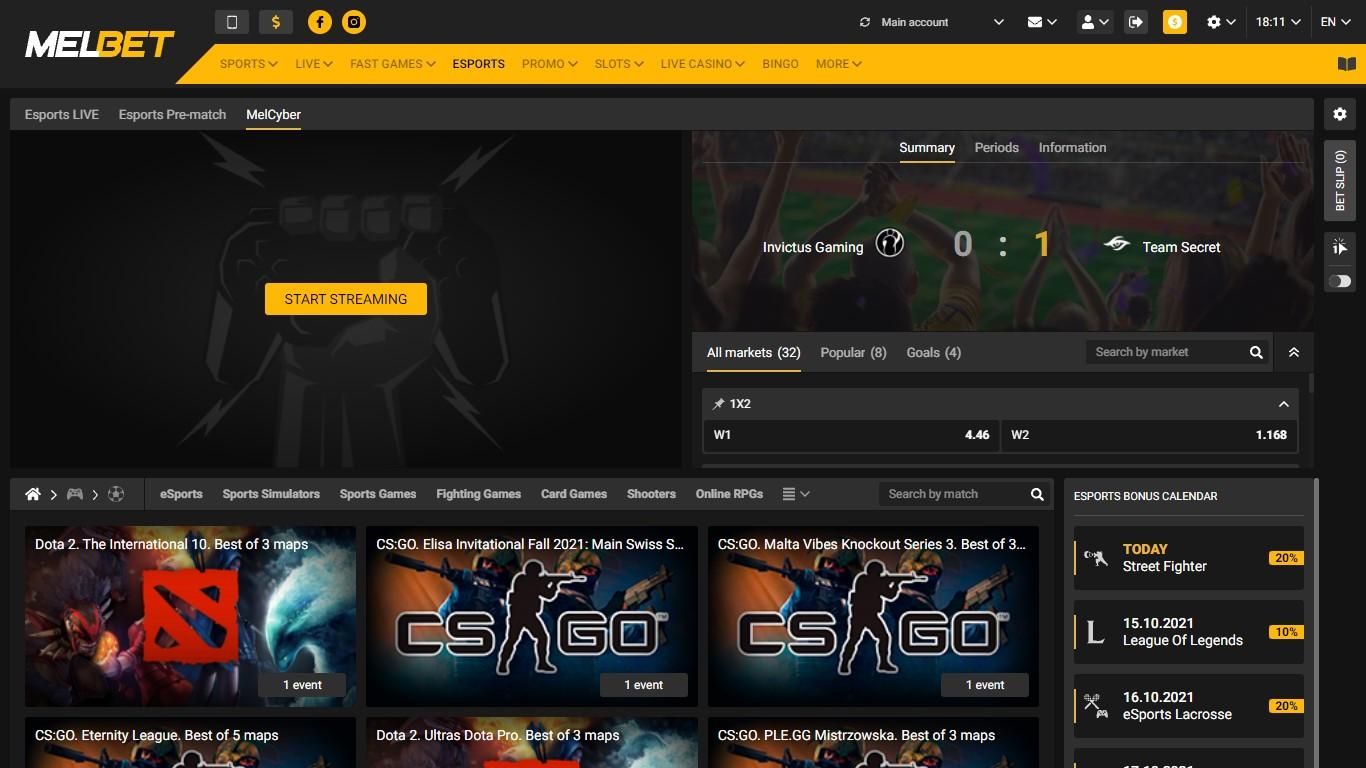 MELBET
Main account
18:11
EN
SPORTS LIVE FAST GAMES ESPORTS PROMO SLOTS LIVE CASINO BINGO MORE
Esports LIVE Esports Pre-match MelCyber
START STREAMING
Summary Periods Information
Invictus Gaming 0 : 1 Team Secret
All markets (32) Popular (8) Goals (4) Search by market
1X2
W1 4.46 W2 1.168
BET SLIP (0)
eSports Sports Simulators Sports Games Fighting Games Card Games Shooters Online RPGs Search by match
Dota 2. The International 10. Best of 3 maps
1 event
CS:GO. Elisa Invitational Fall 2021: Main Swiss S...
CS GO™
1 event
CS:GO. Malta Vibes Knockout Series 3. Best of 3...
CS GO™
1 event
CS:GO. Eternity League. Best of 5 maps
Dota 2. Ultras Dota Pro. Best of 3 maps
CS:GO. PLE.GG Mistrzowska. Best of 3 maps
ESPORTS BONUS CALENDAR
TODAY
Street Fighter
20%
L
15.10.2021
League Of Legends
10%
16.10.2021
eSports Lacrosse
20%